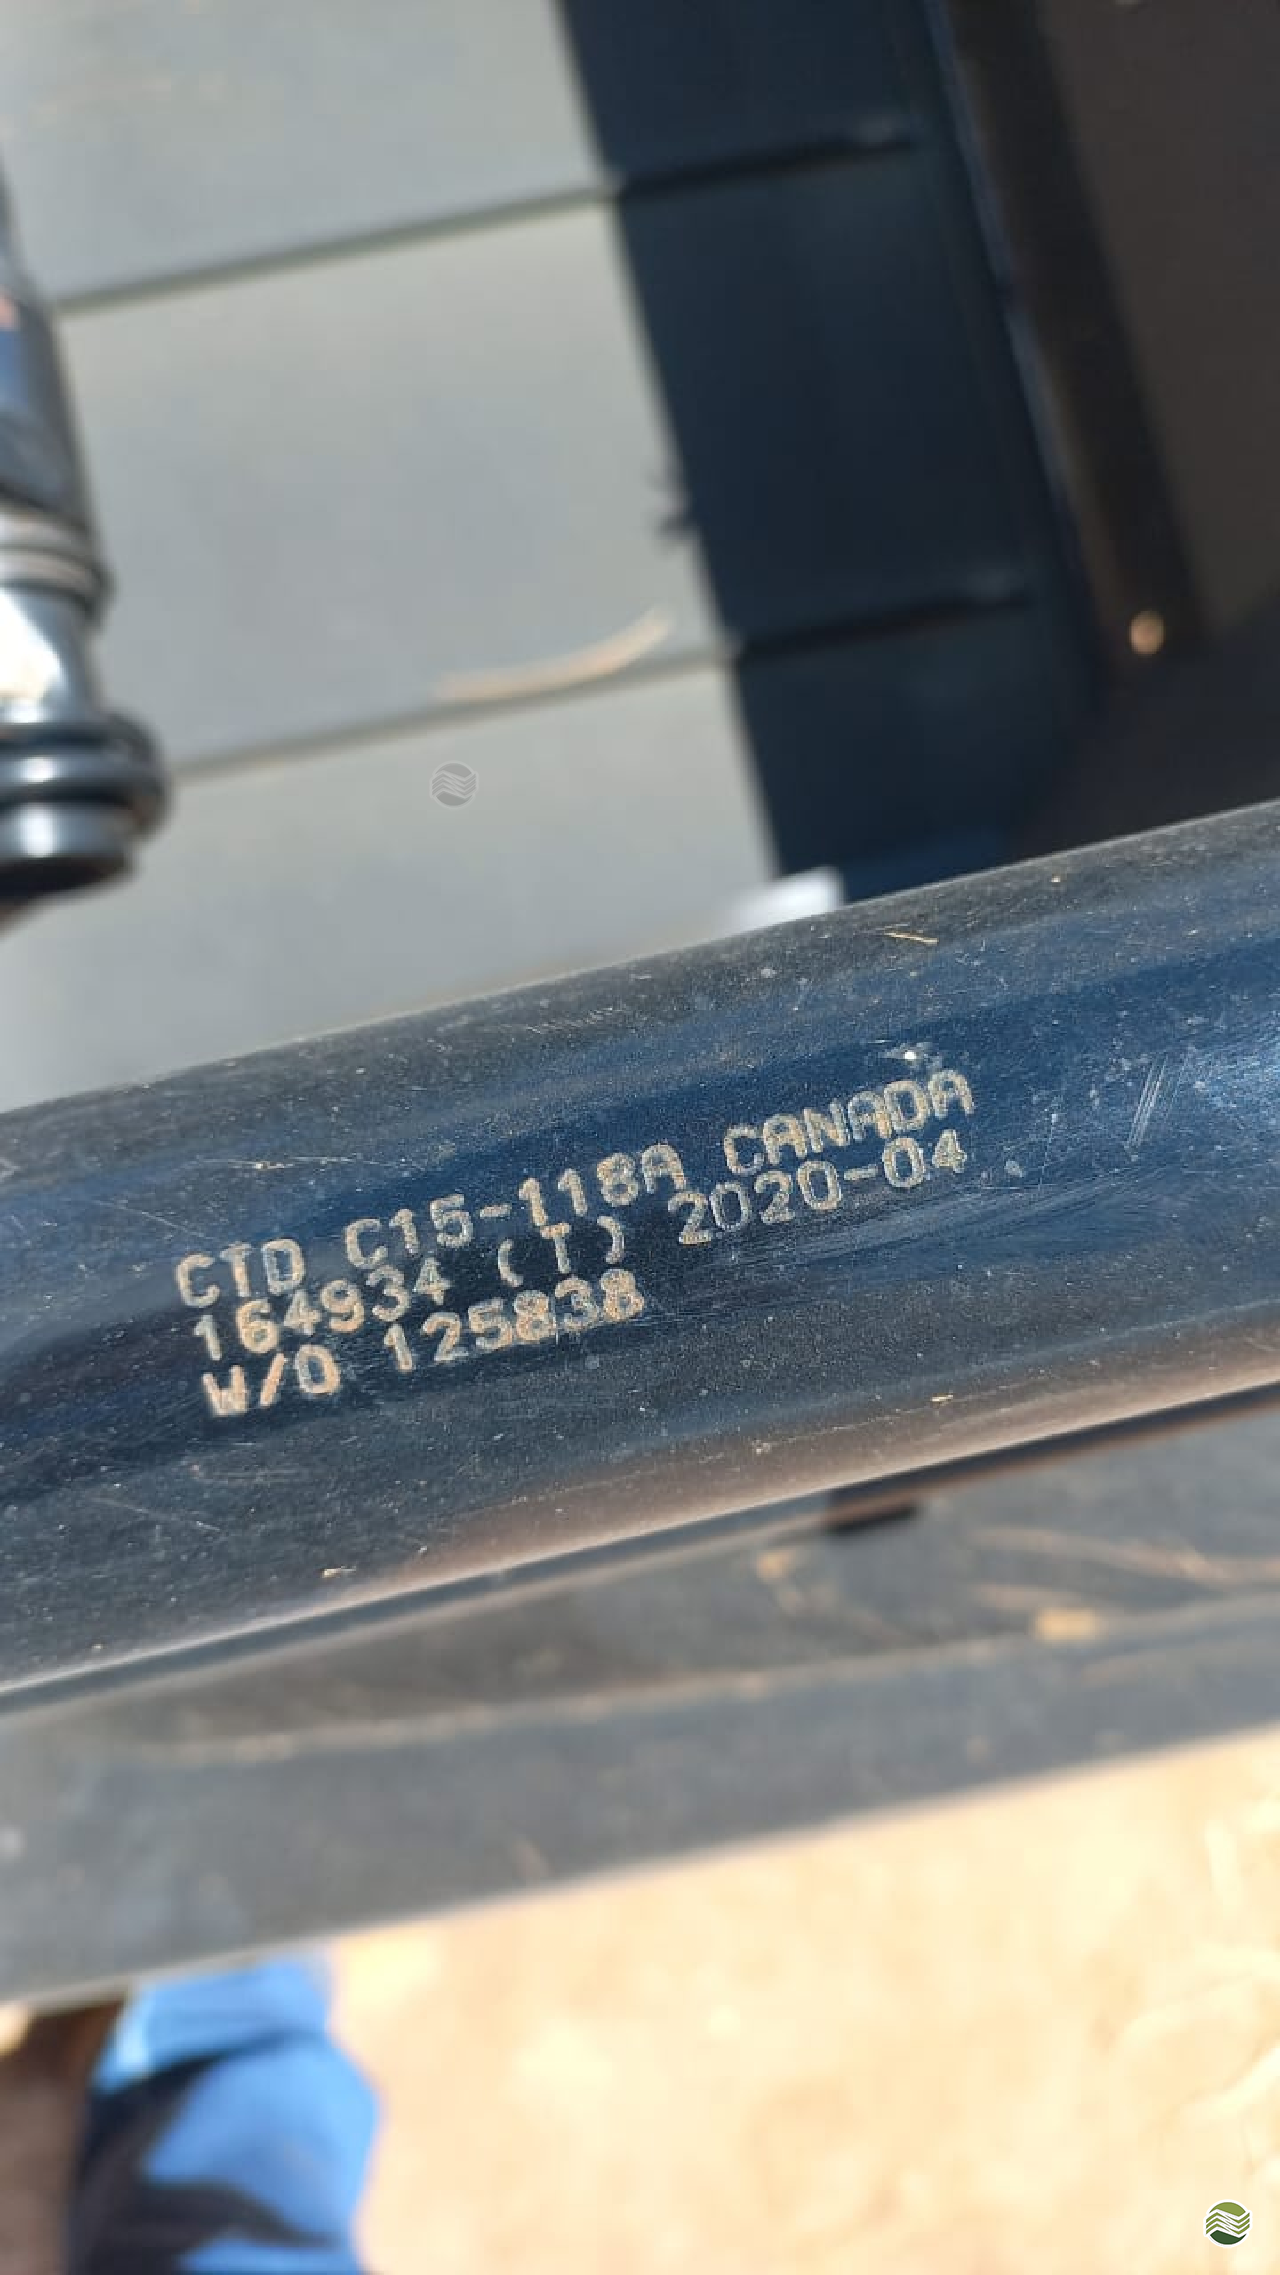 CTD C15-118A CANADA
164934 (T) 2020-04
W/O 125838